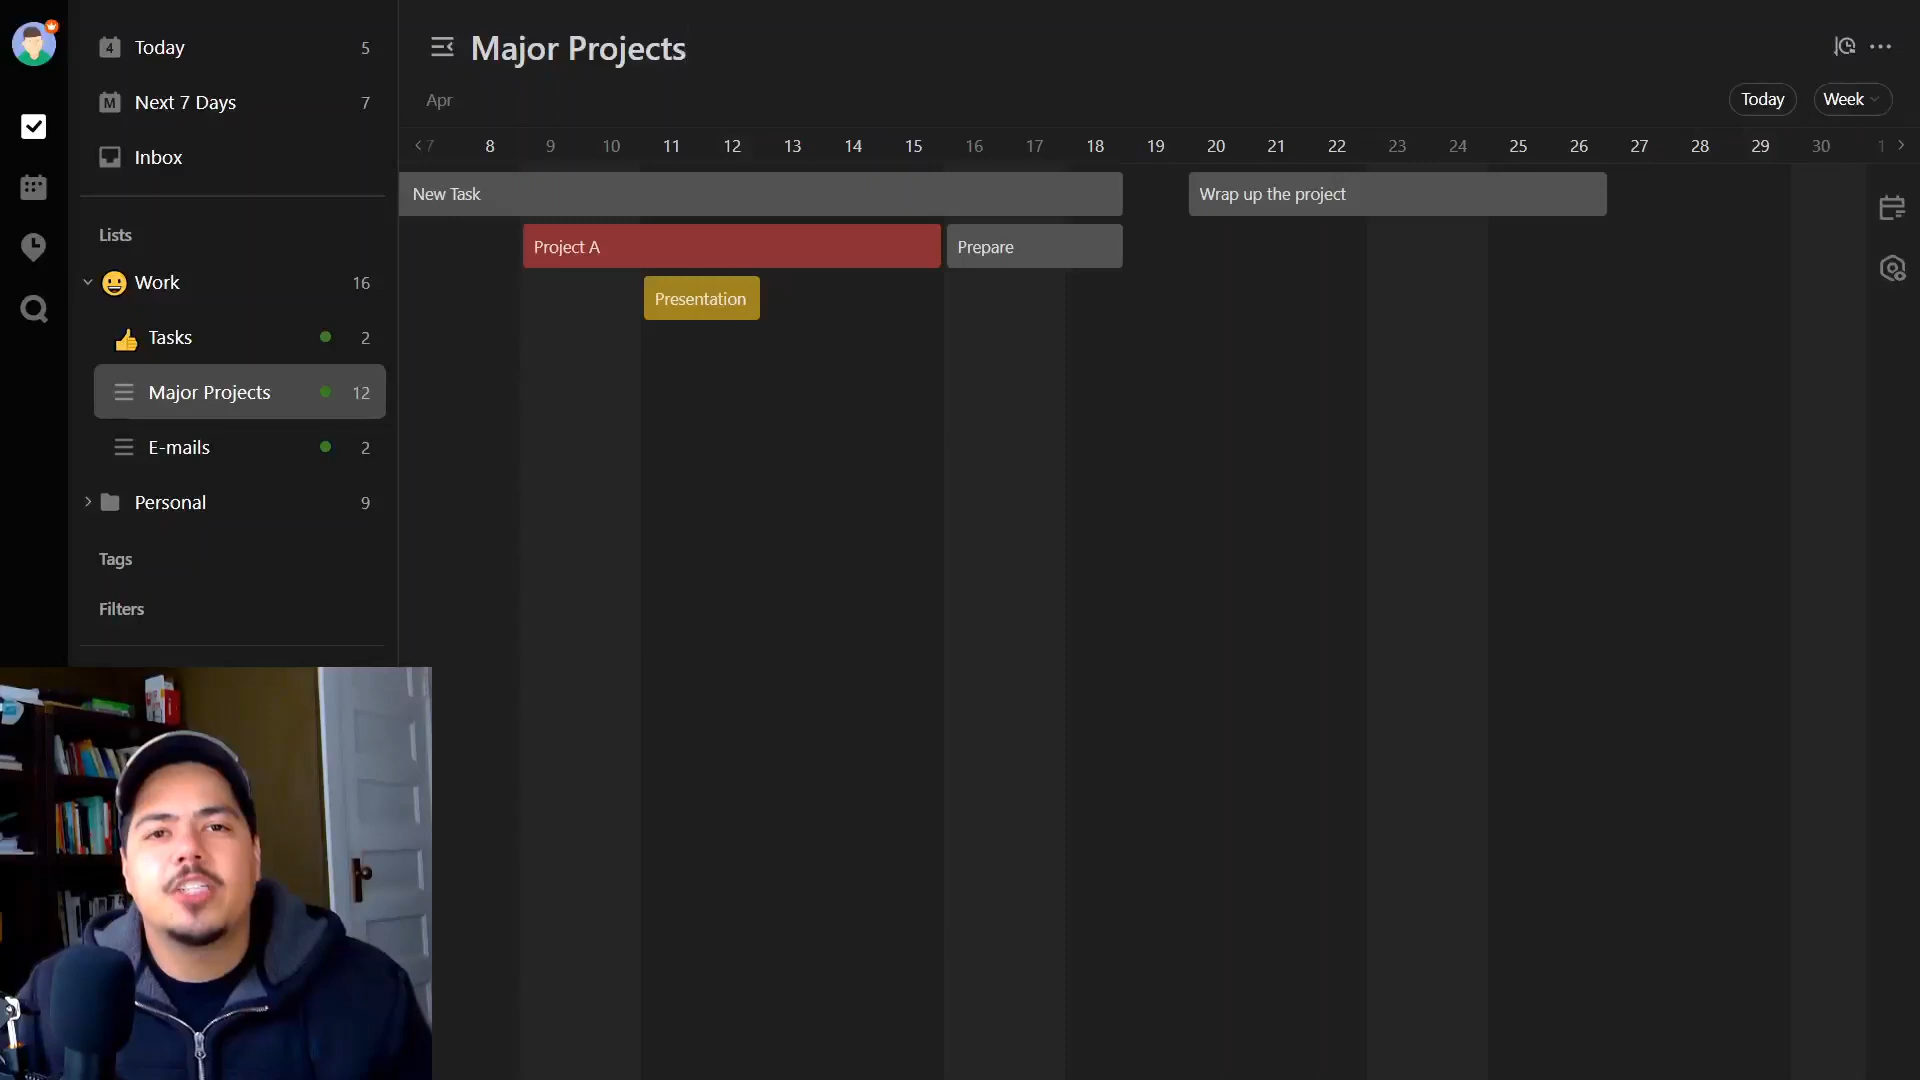 4 Today 5
M Next 7 Days 7
Inbox
Lists
Work 16
Tasks 2
Major Projects 12
E-mails 2
Personal 9
Tags
Filters
Major Projects
Apr
Today Week
7 8 9 10 11 12 13 14 15 16 17 18 19 20 21 22 23 24 25 26 27 28 29 30 1
New Task Wrap up the project
Project A Prepare
Presentation